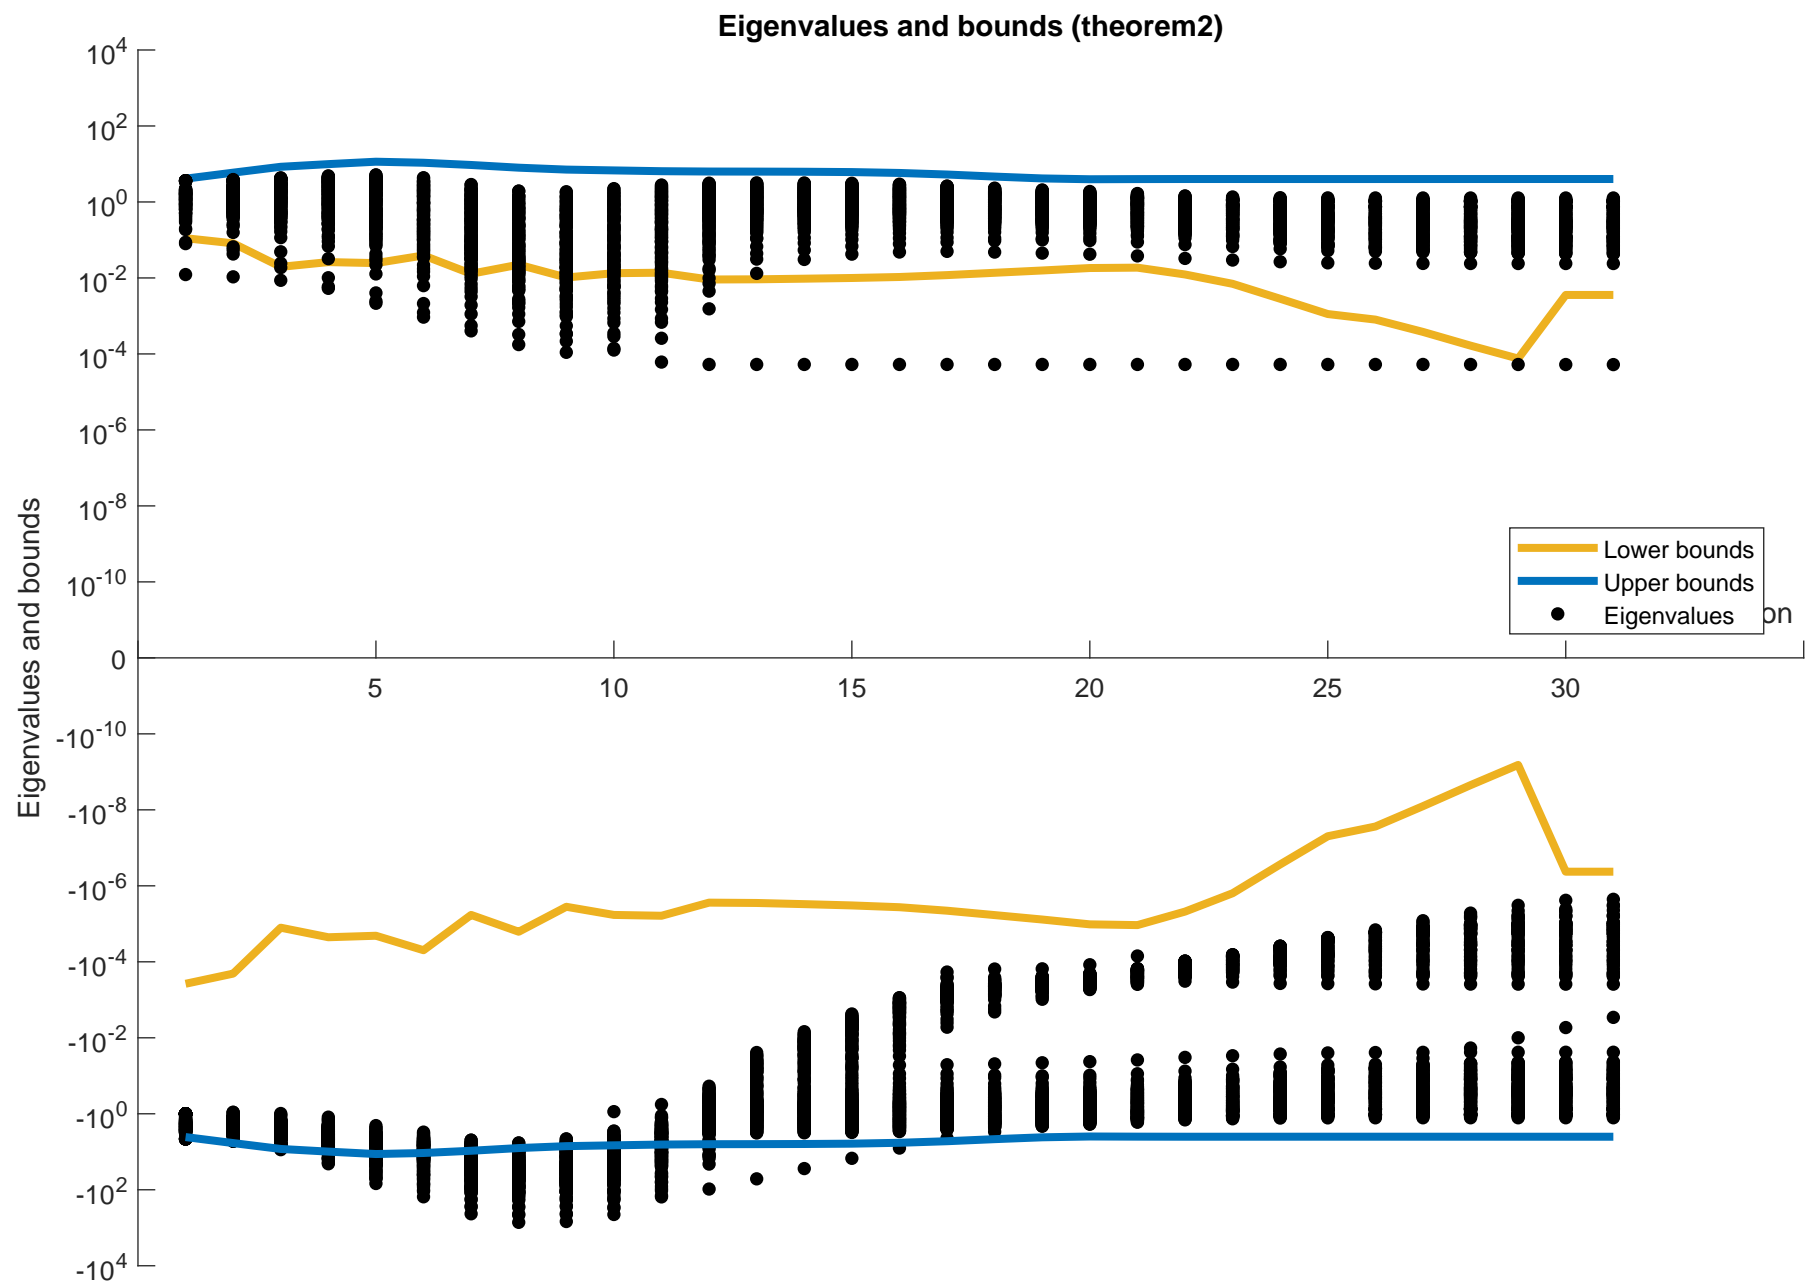 Eigenvalues and bounds (theorem2)
10^4
10^2
10^0
10^-2
10^-4
10^-6
10^-8
10^-10
0
-10^-10
-10^-8
-10^-6
-10^-4
-10^-2
-10^0
-10^2
-10^4
Eigenvalues and bounds
5 10 15 20 25 30
Lower bounds
Upper bounds
Eigenvalues
on